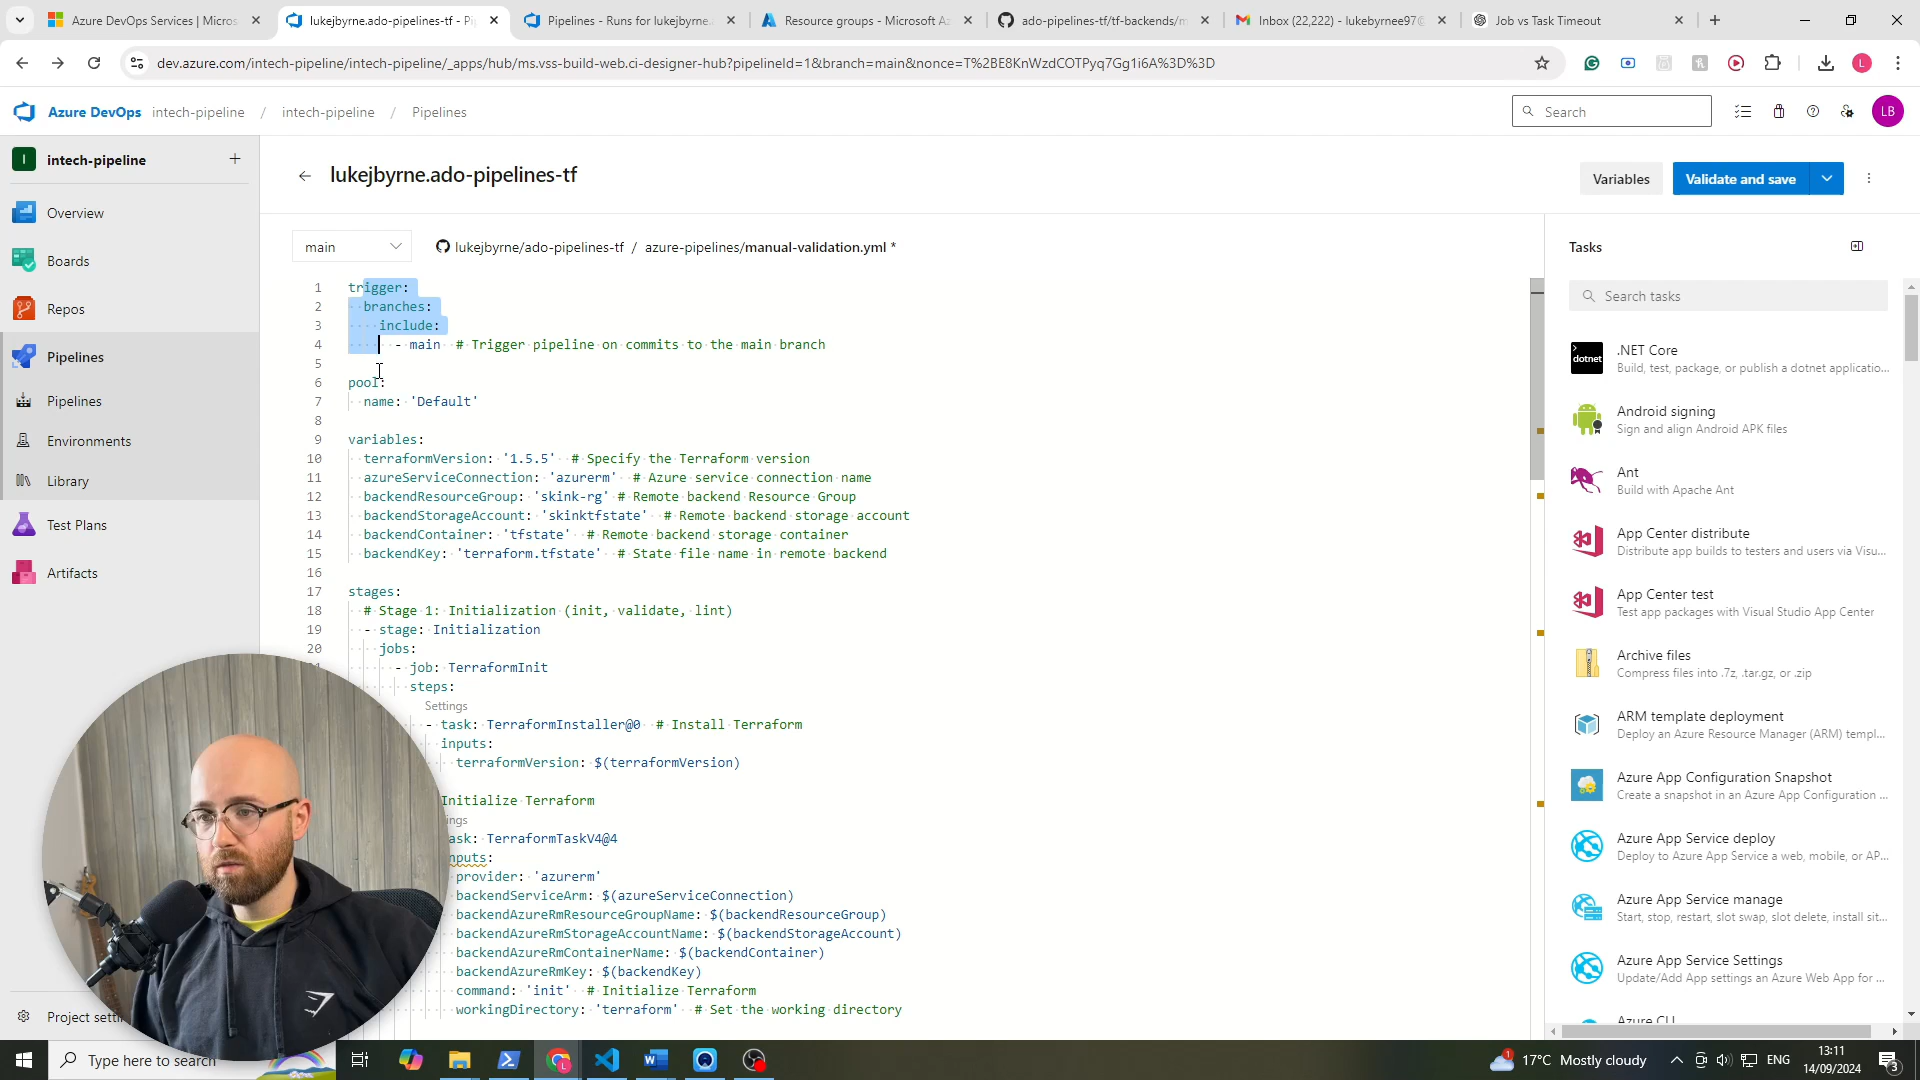 Azure DevOps Services | Micros
lukejbyrne.ado-pipelines-tf - Pi
Pipelines - Runs for lukejbyrne.
Resource groups - Microsoft Az
ado-pipelines-tf/tf-backends/m
Inbox (22,222) - lukebyrnee97@
Job vs Task Timeout
dev.azure.com/intech-pipeline/intech-pipeline/_apps/hub/ms.vss-build-web.ci-designer-hub?pipelineId=1&branch=main&nonce=T%2BE8KnWzdCOTPyq7Gg1i6A%3D%3D
L
Azure DevOps intech-pipeline / intech-pipeline / Pipelines
Search
LB
I intech-pipeline
Overview
Boards
Repos
Pipelines
Pipelines
Environments
Library
Test Plans
Artifacts
lukejbyrne.ado-pipelines-tf
Variables
Validate and save
main
lukejbyrne/ado-pipelines-tf / azure-pipelines/manual-validation.yml *
1 trigger:
2 branches:
3 include:
4 - main # Trigger pipeline on commits to the main branch
5
6 pool:
7 name: 'Default'
8
9 variables:
10 terraformVersion: '1.5.5' # Specify the Terraform version
11 azureServiceConnection: 'azurerm' # Azure service connection name
12 backendResourceGroup: 'skink-rg' # Remote backend Resource Group
13 backendStorageAccount: 'skinktfstate' # Remote backend storage account
14 backendContainer: 'tfstate' # Remote backend storage container
15 backendKey: 'terraform.tfstate' # State file name in remote backend
16
17 stages:
18 # Stage 1: Initialization (init, validate, lint)
19 - stage: Initialization
20 jobs:
- job: TerraformInit
steps:
Settings
- task: TerraformInstaller@0 # Install Terraform
inputs:
terraformVersion: $(terraformVersion)
Initialize Terraform
ings
ask: TerraformTaskV4@4
nputs:
provider: 'azurerm'
backendServiceArm: $(azureServiceConnection)
backendAzureRmResourceGroupName: $(backendResourceGroup)
backendAzureRmStorageAccountName: $(backendStorageAccount)
backendAzureRmContainerName: $(backendContainer)
backendAzureRmKey: $(backendKey)
command: 'init' # Initialize Terraform
workingDirectory: 'terraform' # Set the working directory
Tasks
Search tasks
dotnet
.NET Core
Build, test, package, or publish a dotnet applicatio...
Android signing
Sign and align Android APK files
Ant
Build with Apache Ant
App Center distribute
Distribute app builds to testers and users via Visu...
App Center test
Test app packages with Visual Studio App Center
Archive files
Compress files into .7z, .tar.gz, or .zip
ARM template deployment
Deploy an Azure Resource Manager (ARM) templ...
Azure App Configuration Snapshot
Create a snapshot in an Azure App Configuration ...
Azure App Service deploy
Deploy to Azure App Service a web, mobile, or AP...
Azure App Service manage
Start, stop, restart, slot swap, slot delete, install sit...
Azure App Service Settings
Update/Add App settings an Azure Web App for ...
Azure CLI
Project setti
Type here to search
17°C Mostly cloudy
ENG
13:11
14/09/2024
3